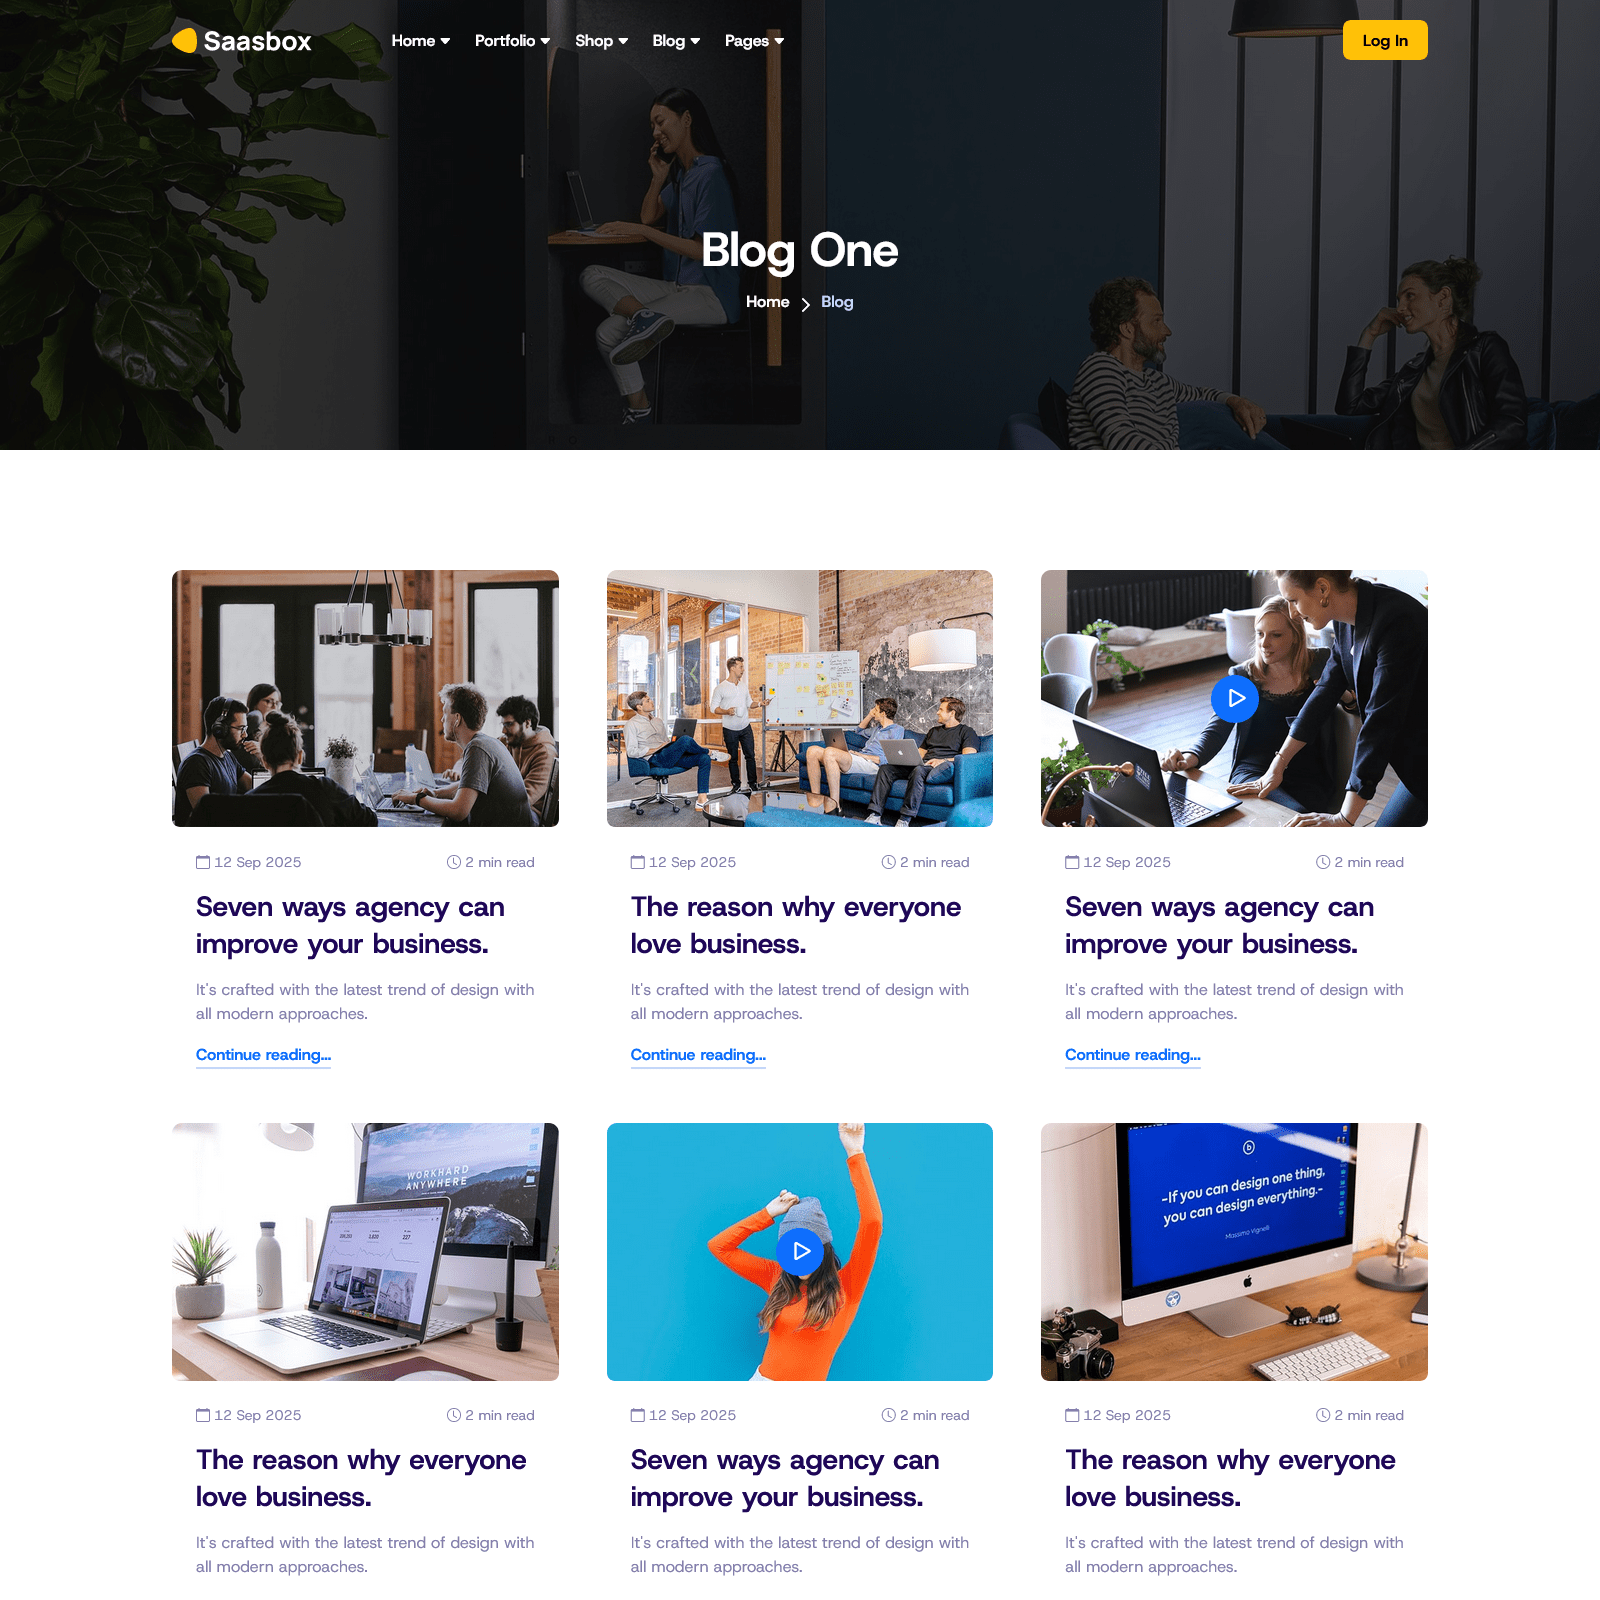 Saasbox
Home
Portfolio
Shop
Blog
Pages
Log In
Blog One
Home
Blog
12 Sep 2025
2 min read
Seven ways agency can
improve your business.
It's crafted with the latest trend of design with
all modern approaches.
Continue reading...
12 Sep 2025
2 min read
The reason why everyone
love business.
It's crafted with the latest trend of design with
all modern approaches.
Continue reading...
12 Sep 2025
2 min read
Seven ways agency can
improve your business.
It's crafted with the latest trend of design with
all modern approaches.
Continue reading...
WORKHARD
ANYWHERE
12 Sep 2025
2 min read
The reason why everyone
love business.
It's crafted with the latest trend of design with
all modern approaches.
12 Sep 2025
2 min read
Seven ways agency can
improve your business.
It's crafted with the latest trend of design with
all modern approaches.
-If you can design one thing,
you can design everything.-
Massimo Vignelli
12 Sep 2025
2 min read
The reason why everyone
love business.
It's crafted with the latest trend of design with
all modern approaches.